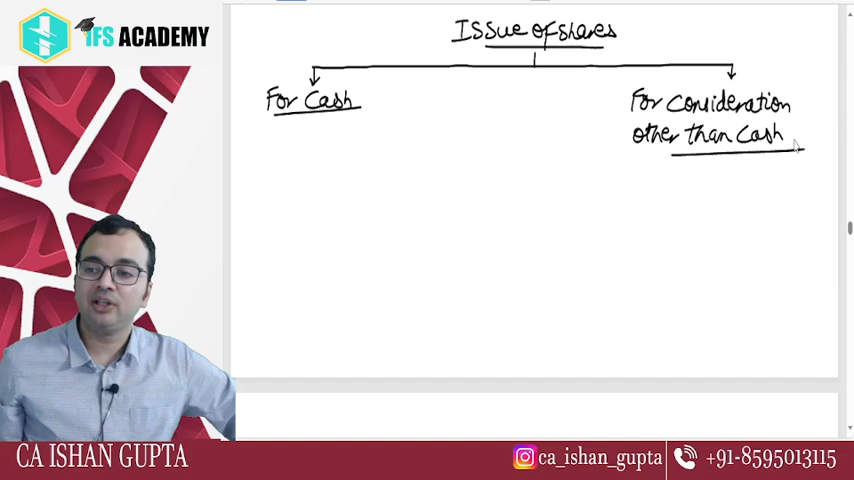 IFS ACADEMY
Issue of shares
For Cash
For Consideration
other than Cash
CA ISHAN GUPTA
ca_ishan_gupta
+91-8595013115